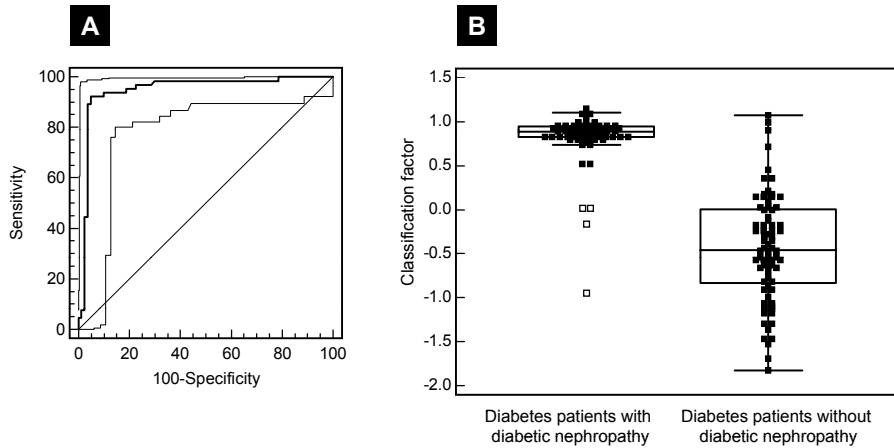 A
100
80
60
40
20
0
Sensitivity
0 20 40 60 80 100
100-Specificity
B
1.5
1.0
0.5
0.0
-0.5
-1.0
-1.5
-2.0
Classification factor
Diabetes patients with
diabetic nephropathy
Diabetes patients without
diabetic nephropathy